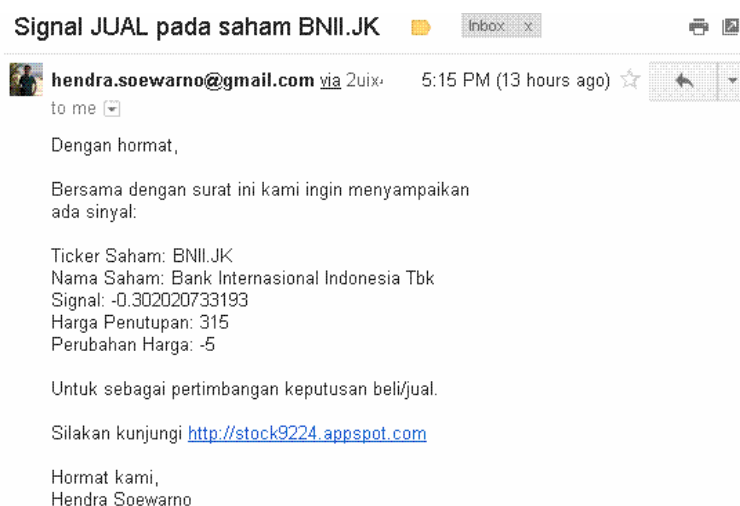 Signal JUAL pada saham BNII.JK
Inbox x
hendra.soewarno@gmail.com via 2uix 5:15 PM (13 hours ago)
to me
Dengan hormat,
Bersama dengan surat ini kami ingin menyampaikan
ada sinyal:
Ticker Saham: BNII.JK
Nama Saham: Bank Internasional Indonesia Tbk
Signal: -0.302020733193
Harga Penutupan: 315
Perubahan Harga: -5
Untuk sebagai pertimbangan keputusan beli/jual.
Silakan kunjungi http://stock9224.appspot.com
Hormat kami,
Hendra Soewarno